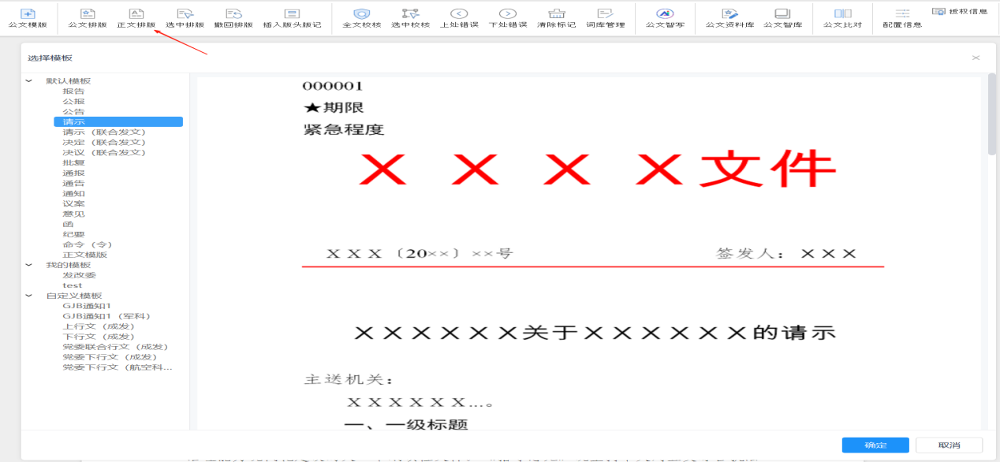 公文模版 公文排版 正文排版 选中排版 撤回排版 插入版头版记 全文校核 选中校核 上处错误 下处错误 清除标记 词库管理 公文智写 公文资料库 公文智库 公文比对 配置信息 授权信息
选择模板
默认模板
报告
公报
公告
请示
请示（联合发文）
决定（联合发文）
决议（联合发文）
批复
通报
通告
通知
议案
意见
函
纪要
命令（令）
正文模版
我的模板
发改委
test
自定义模板
GJB通知1
GJB通知1（军科）
上行文（成发）
下行文（成发）
党委联合行文（成发）
党委下行文（成发）
党委下行文（航空科...
000001
★期限
紧急程度
××××文件
XXX〔20××〕××号 签发人：×××
××××××关于××××××的请示
主送机关：
XXXXXX...。
一、一级标题
确定 取消